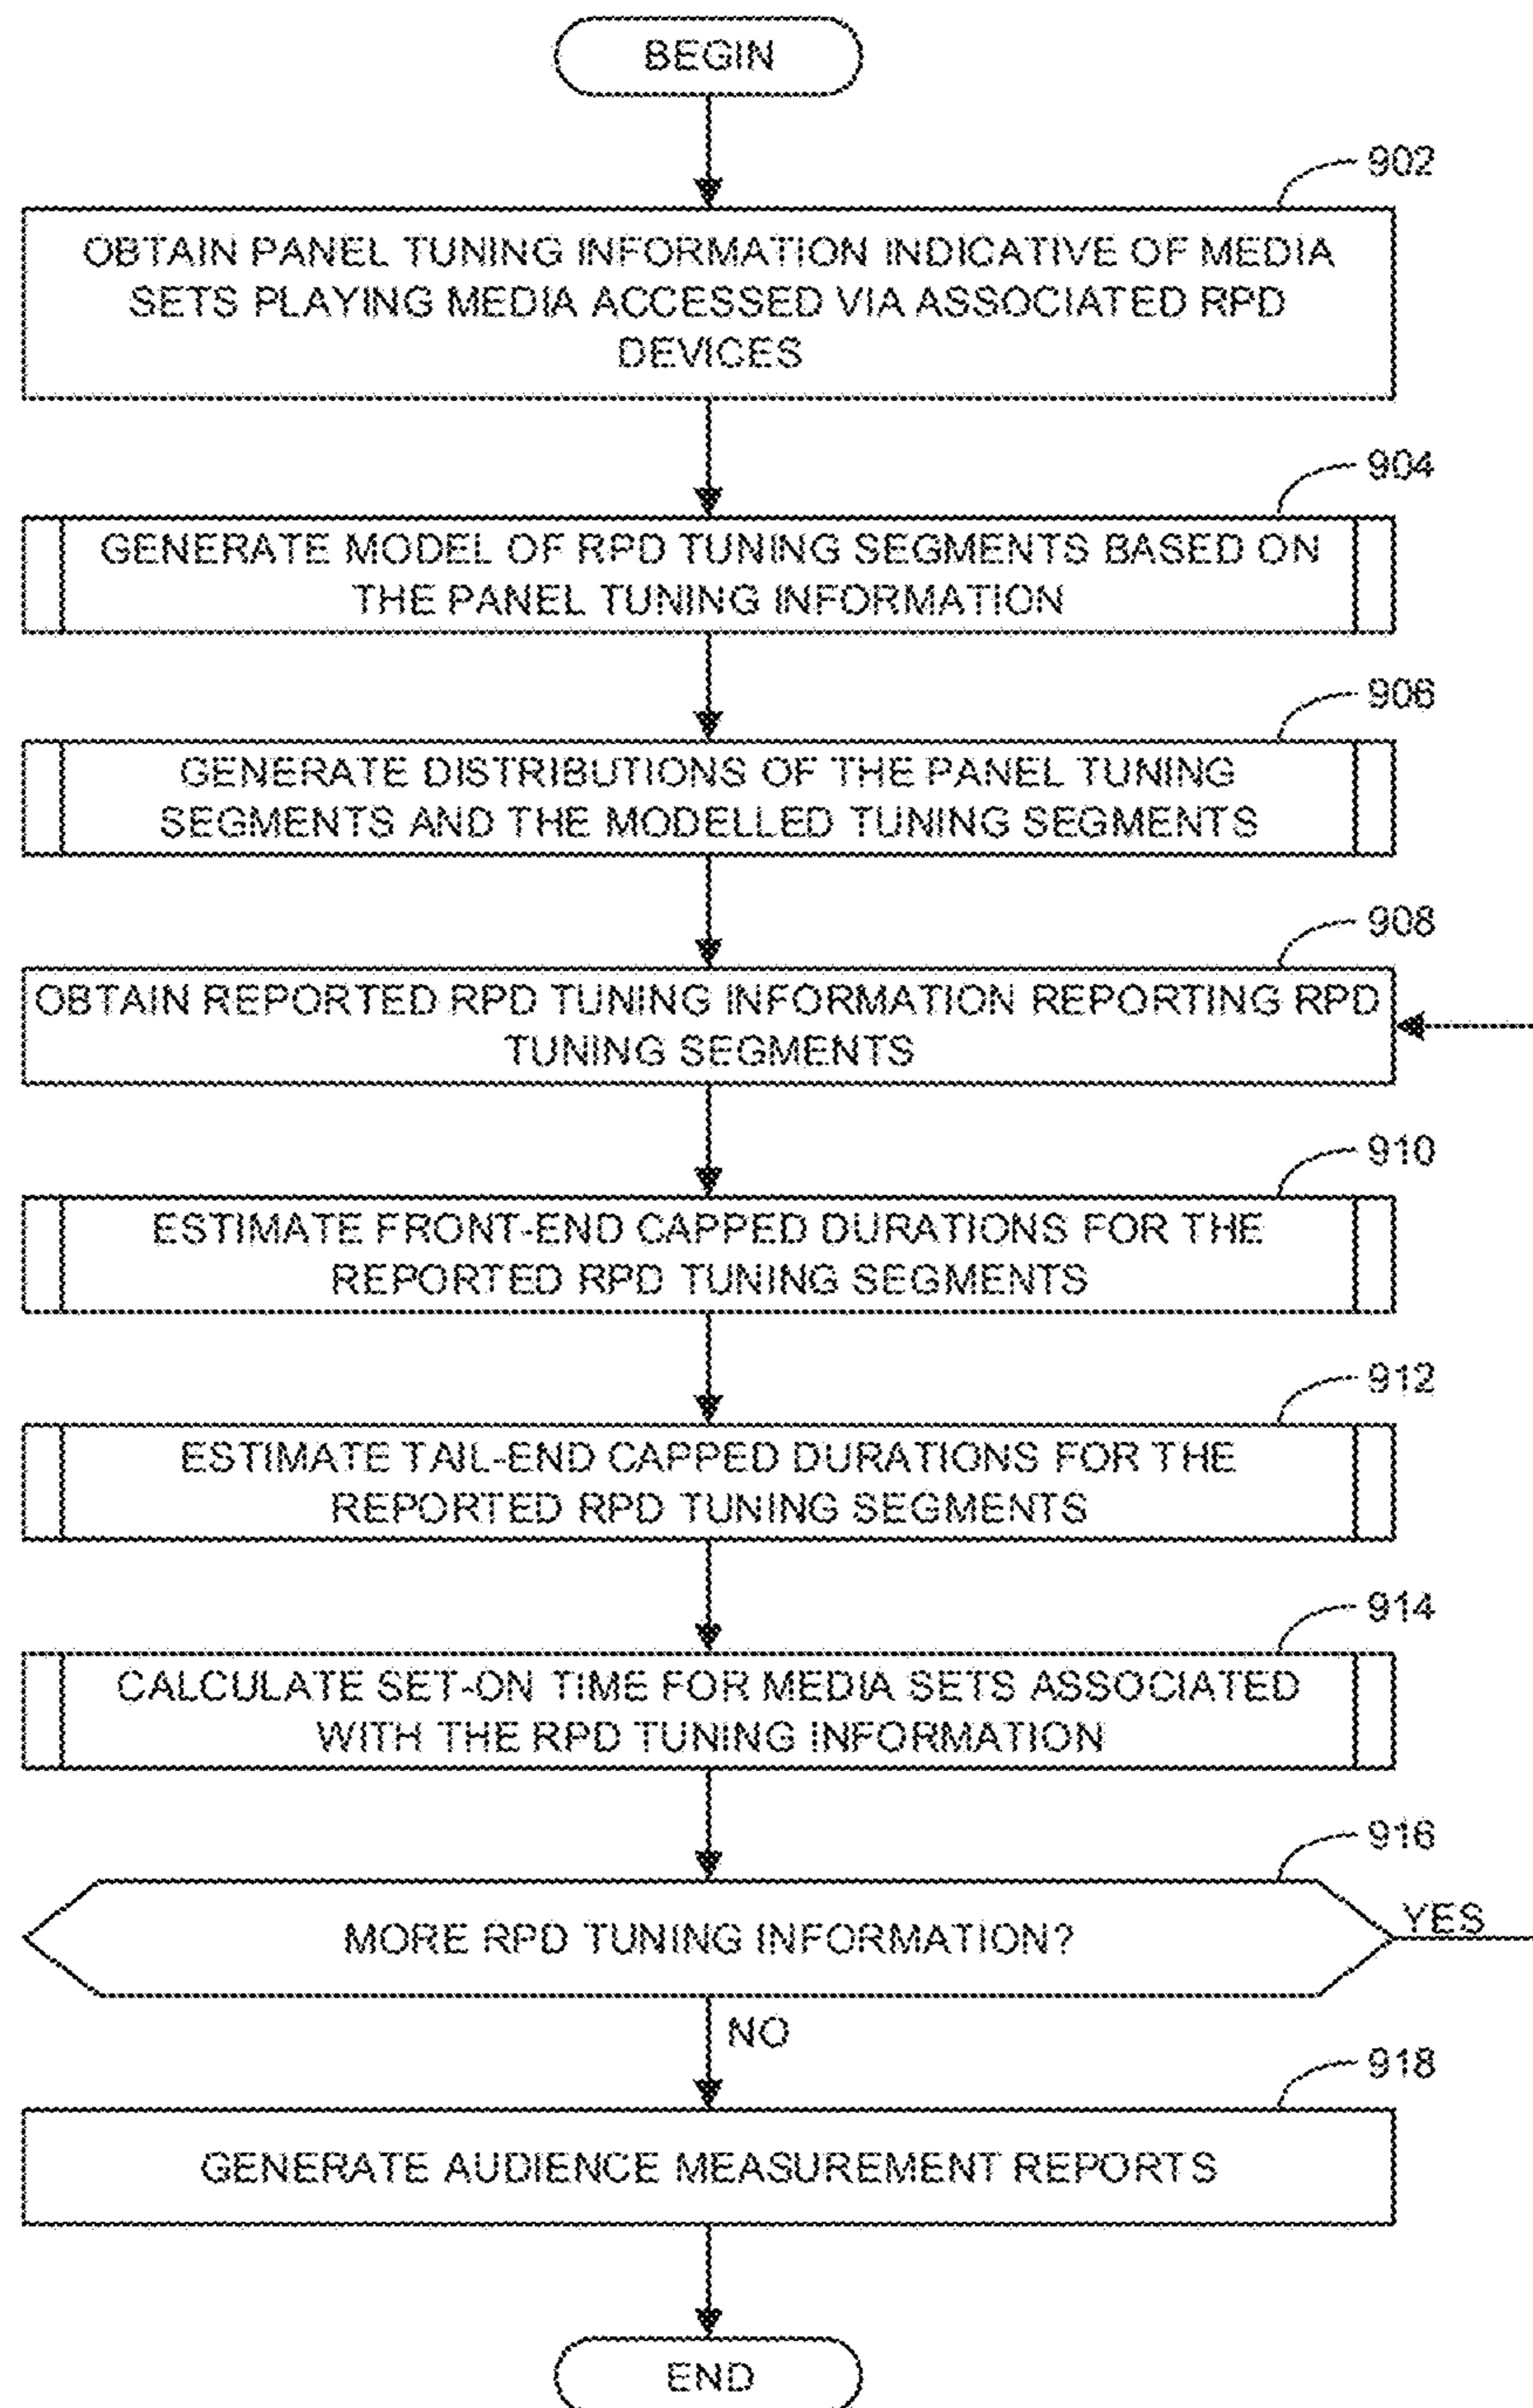 BEGIN
902
OBTAIN PANEL TUNING INFORMATION INDICATIVE OF MEDIA
SETS PLAYING MEDIA ACCESSED VIA ASSOCIATED RPD
DEVICES
904
GENERATE MODEL OF RPD TUNING SEGMENTS BASED ON
THE PANEL TUNING INFORMATION
906
GENERATE DISTRIBUTIONS OF THE PANEL TUNING
SEGMENTS AND THE MODELLED TUNING SEGMENTS
908
OBTAIN REPORTED RPD TUNING INFORMATION REPORTING RPD
TUNING SEGMENTS
910
ESTIMATE FRONT-END CAPPED DURATIONS FOR THE
REPORTED RPD TUNING SEGMENTS
912
ESTIMATE TAIL-END CAPPED DURATIONS FOR THE
REPORTED RPD TUNING SEGMENTS
914
CALCULATE SET-ON TIME FOR MEDIA SETS ASSOCIATED
WITH THE RPD TUNING INFORMATION
916
MORE RPD TUNING INFORMATION?
YES
NO
918
GENERATE AUDIENCE MEASUREMENT REPORTS
END